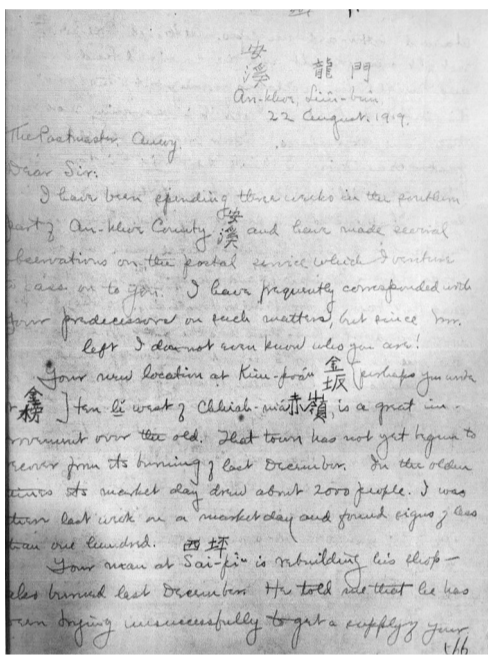 安溪 龍門
An-khoe, Liông-bûn
22 August. 1919.
The Postmaster, Amoy.
Dear Sir:
I have been spending three weeks in the southern
part of An-khoe County 安溪 and have made several
observations on the postal service which I venture
to pass on to you. I have frequently corresponded with
your predecessors on such matters, but since Mr.
left I do not even know who you are!
Your new location at Kim-poáⁿ 金坂 [perhaps you write
金榜] ten li west of Chhiah-niá 赤嶺, is a great im-
provement over the old. That town has not yet begun to
recover from its burning of last December. In the olden
times its market day drew about 2000 people. I was
there last week on a market day and found signs of less
than one hundred.
西坪
Your man at Sai-pîⁿ is rebuilding his shop —
also burned last December. He told me that he has
been trying unsuccessfully to get a supply of your